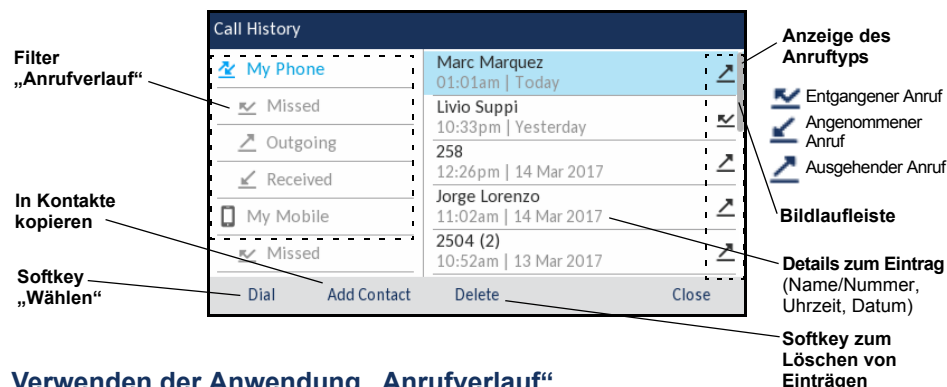 Filter
„Anrufverlauf“
In Kontakte
kopieren
Softkey
„Wählen“
Call History
My Phone
Missed
Outgoing
Received
My Mobile
Missed
Marc Marquez
01:01am | Today
Livio Suppi
10:33pm | Yesterday
258
12:26pm | 14 Mar 2017
Jorge Lorenzo
11:02am | 14 Mar 2017
2504 (2)
10:52am | 13 Mar 2017
Dial
Add Contact
Delete
Close
Anzeige des
Anruftyps
Entgangener Anruf
Angenommener
Anruf
Ausgehender Anruf
Bildlaufleiste
Details zum Eintrag
(Name/Nummer,
Uhrzeit, Datum)
Softkey zum
Löschen von
Einträgen
Verwenden der Anwendung „Anrufverlauf“